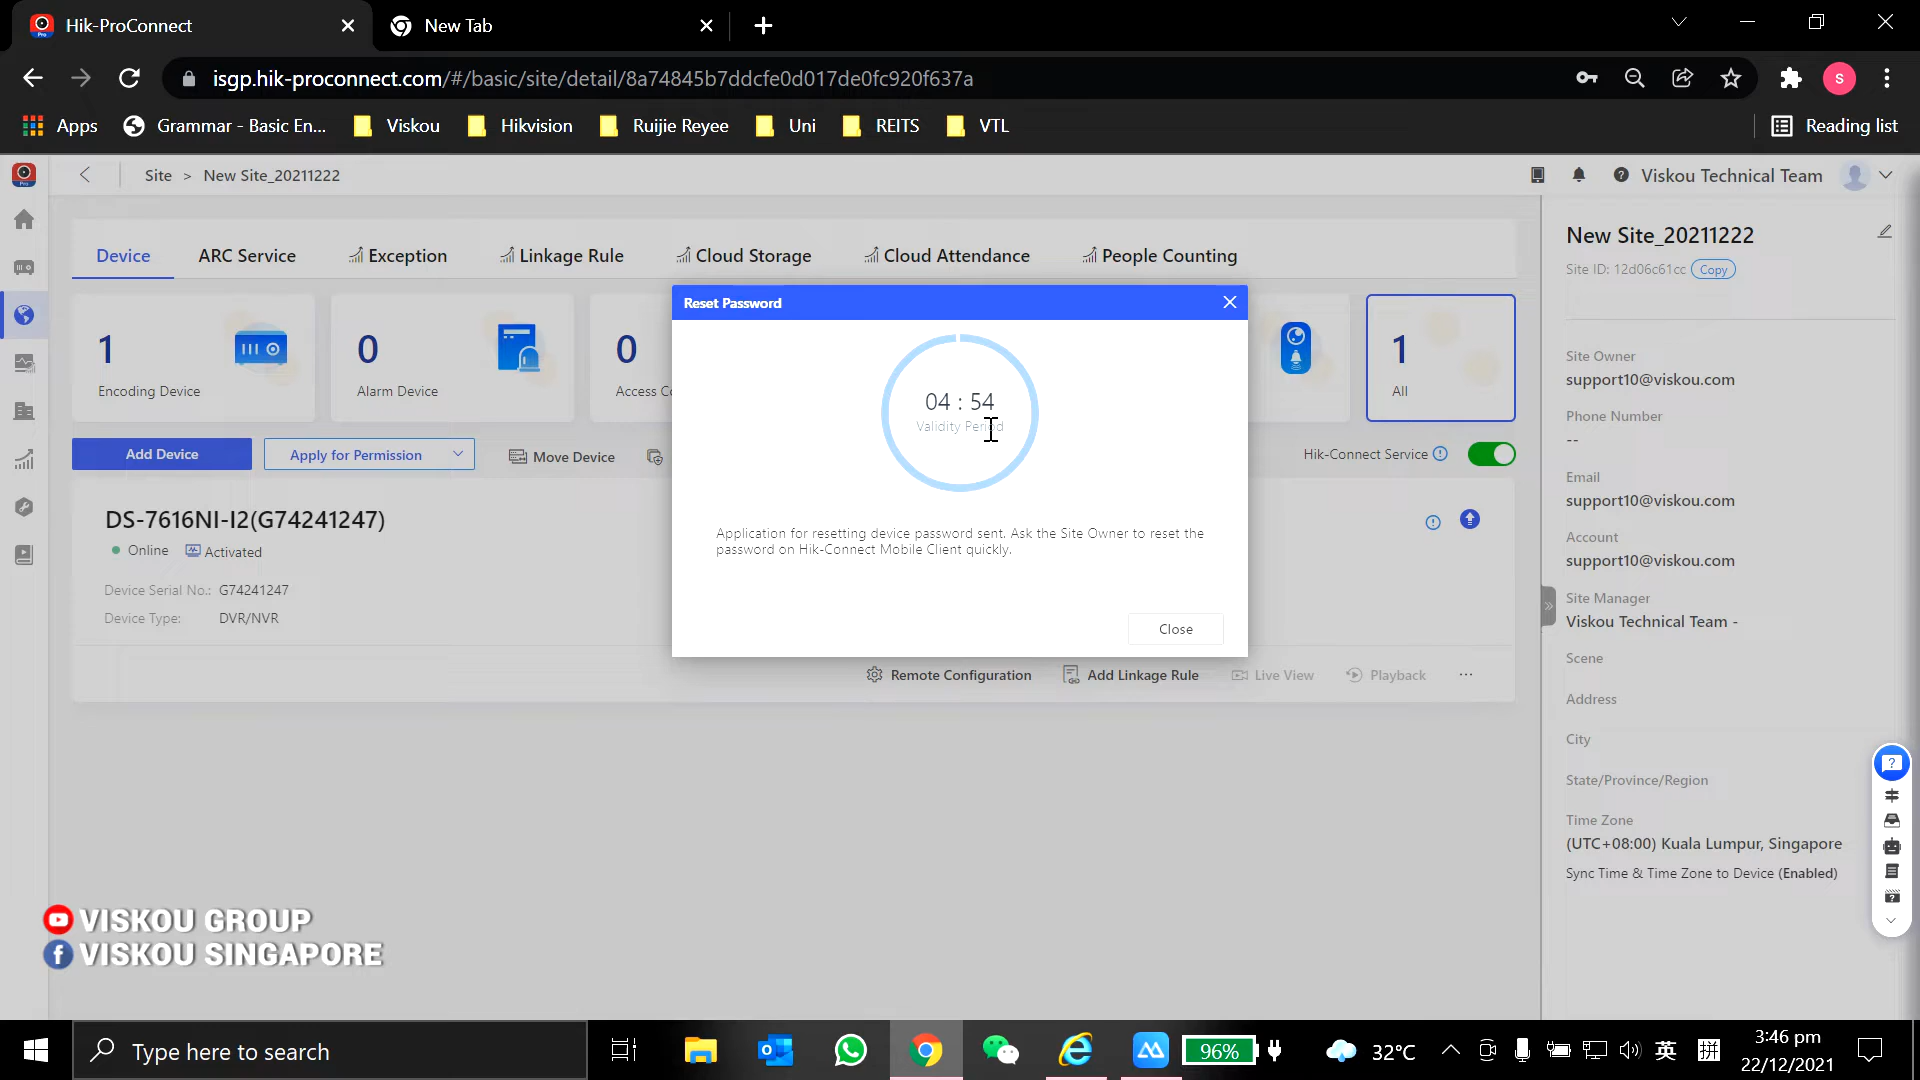 Hik-ProConnect
New Tab
isgp.hik-proconnect.com/#/basic/site/detail/8a74845b7ddcfe0d017de0fc920f637a
S
Apps
Grammar - Basic En...
Viskou
Hikvision
Ruijie Reyee
Uni
REITS
VTL
Reading list
Site > New Site_20211222
Viskou Technical Team
Device
ARC Service
Exception
Linkage Rule
Cloud Storage
Cloud Attendance
People Counting
1
Encoding Device
0
Alarm Device
0
Access Co
1
All
Add Device
Apply for Permission
Move Device
Hik-Connect Service
DS-7616NI-I2(G74241247)
Online
Activated
Device Serial No.: G74241247
Device Type: DVR/NVR
Remote Configuration
Add Linkage Rule
Live View
Playback
...
Reset Password
04 : 54
Validity Period
Application for resetting device password sent. Ask the Site Owner to reset the
password on Hik-Connect Mobile Client quickly.
Close
New Site_20211222
Site ID: 12d06c61cc Copy
Site Owner
support10@viskou.com
Phone Number
--
Email
support10@viskou.com
Account
support10@viskou.com
Site Manager
Viskou Technical Team -
Scene
Address
City
State/Province/Region
Time Zone
(UTC+08:00) Kuala Lumpur, Singapore
Sync Time & Time Zone to Device (Enabled)
VISKOU GROUP
VISKOU SINGAPORE
Type here to search
96%
32°C
英
拼
3:46 pm
22/12/2021